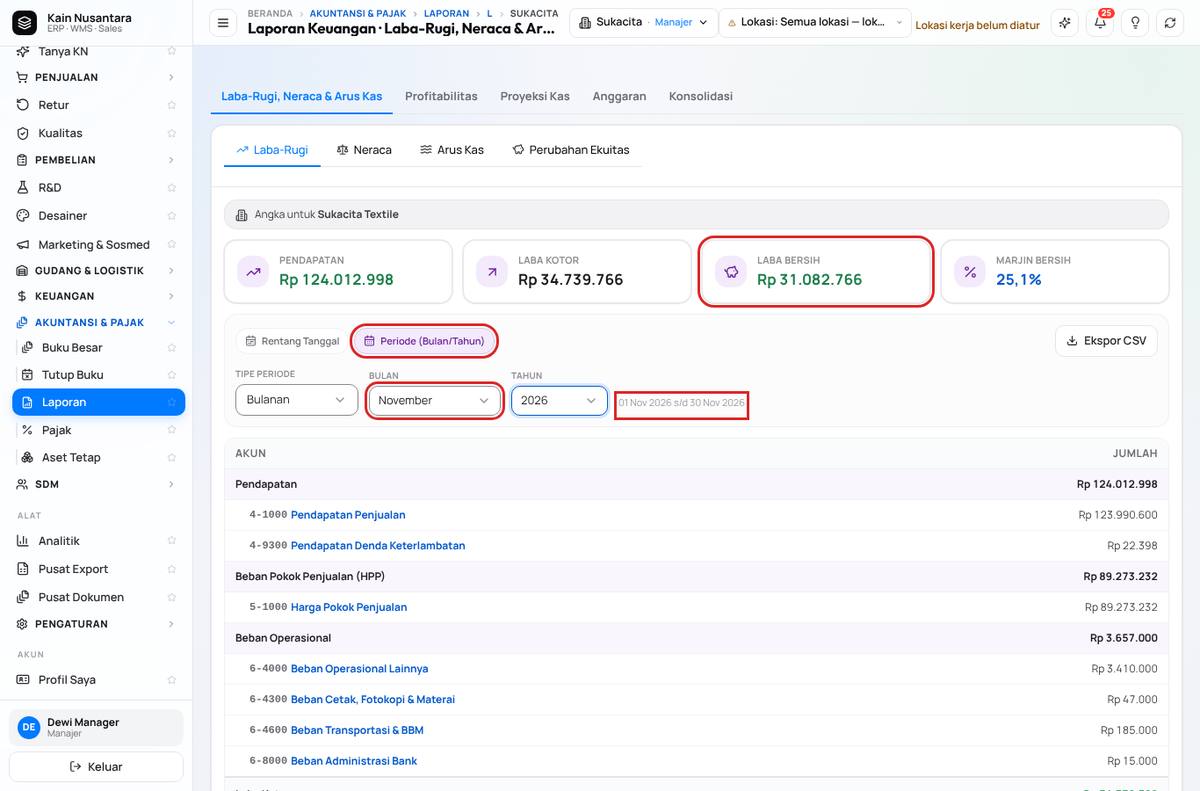 Kain Nusantara
ERP · WMS · Sales
Tanya KN
PENJUALAN
Retur
Kualitas
PEMBELIAN
R&D
Desainer
Marketing & Sosmed
GUDANG & LOGISTIK
KEUANGAN
AKUNTANSI & PAJAK
Buku Besar
Tutup Buku
Laporan
Pajak
Aset Tetap
SDM
ALAT
Analitik
Pusat Export
Pusat Dokumen
PENGATURAN
AKUN
Profil Saya
DE
Dewi Manager
Manajer
Keluar
BERANDA > AKUNTANSI & PAJAK > LAPORAN > L > SUKACITA
Laporan Keuangan · Laba-Rugi, Neraca & Ar...
Sukacita · Manajer
Lokasi: Semua lokasi — lok...
Lokasi kerja belum diatur
25
Laba-Rugi, Neraca & Arus Kas
Profitabilitas
Proyeksi Kas
Anggaran
Konsolidasi
Laba-Rugi
Neraca
Arus Kas
Perubahan Ekuitas
Angka untuk Sukacita Textile
PENDAPATAN
Rp 124.012.998
LABA KOTOR
Rp 34.739.766
LABA BERSIH
Rp 31.082.766
MARJIN BERSIH
25,1%
Rentang Tanggal
Periode (Bulan/Tahun)
Ekspor CSV
TIPE PERIODE
Bulanan
BULAN
November
TAHUN
2026
01 Nov 2026 s/d 30 Nov 2026
AKUN JUMLAH
Pendapatan Rp 124.012.998
4-1000 Pendapatan Penjualan Rp 123.990.600
4-9300 Pendapatan Denda Keterlambatan Rp 22.398
Beban Pokok Penjualan (HPP) Rp 89.273.232
5-1000 Harga Pokok Penjualan Rp 89.273.232
Beban Operasional Rp 3.657.000
6-4000 Beban Operasional Lainnya Rp 3.410.000
6-4300 Beban Cetak, Fotokopi & Materai Rp 47.000
6-4600 Beban Transportasi & BBM Rp 185.000
6-8000 Beban Administrasi Bank Rp 15.000